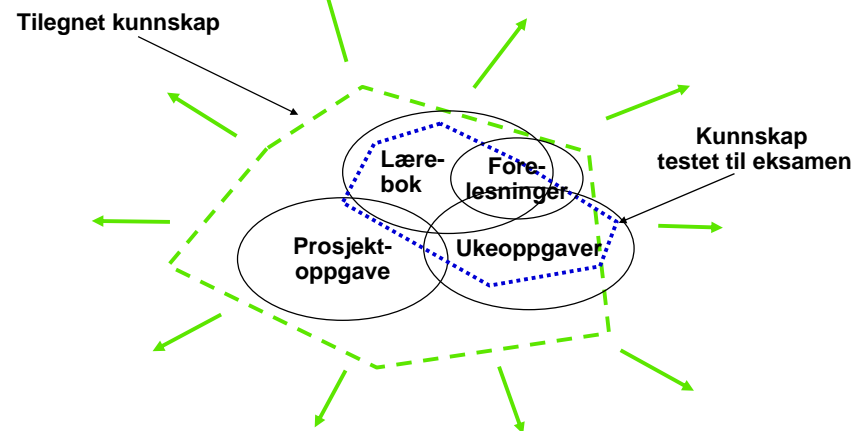 Tilegnet kunnskap
Kunnskap
testet til eksamen
Lære-
bok
Fore-
lesninger
Prosjekt-
oppgave
Ukeoppgaver